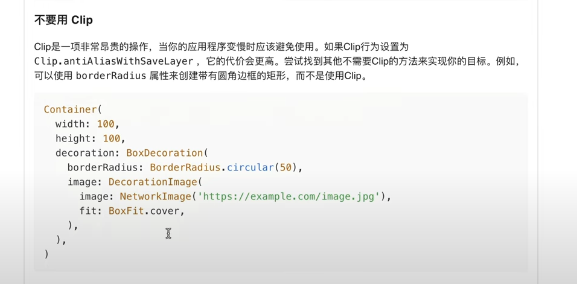 不要用 Clip
Clip是一项非常昂贵的操作，当你的应用程序变慢时应该避免使用。如果Clip行为设置为
Clip.antiAliasWithSaveLayer ，它的代价会更高。尝试找到其他不需要Clip的方法来实现你的目标。例如，
可以使用 borderRadius 属性来创建带有圆角边框的矩形，而不是使用Clip。
Container(
  width: 100,
  height: 100,
  decoration: BoxDecoration(
    borderRadius: BorderRadius.circular(50),
    image: DecorationImage(
      image: NetworkImage('https://example.com/image.jpg'),
      fit: BoxFit.cover,
    ),
  ),
)